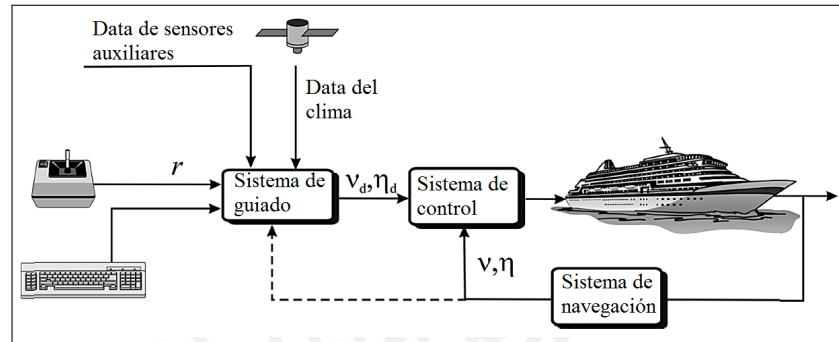 Data de sensores
auxiliares
Data del
clima
r
Sistema de
guiado
νd,ηd
Sistema de
control
ν,η
Sistema de
navegación